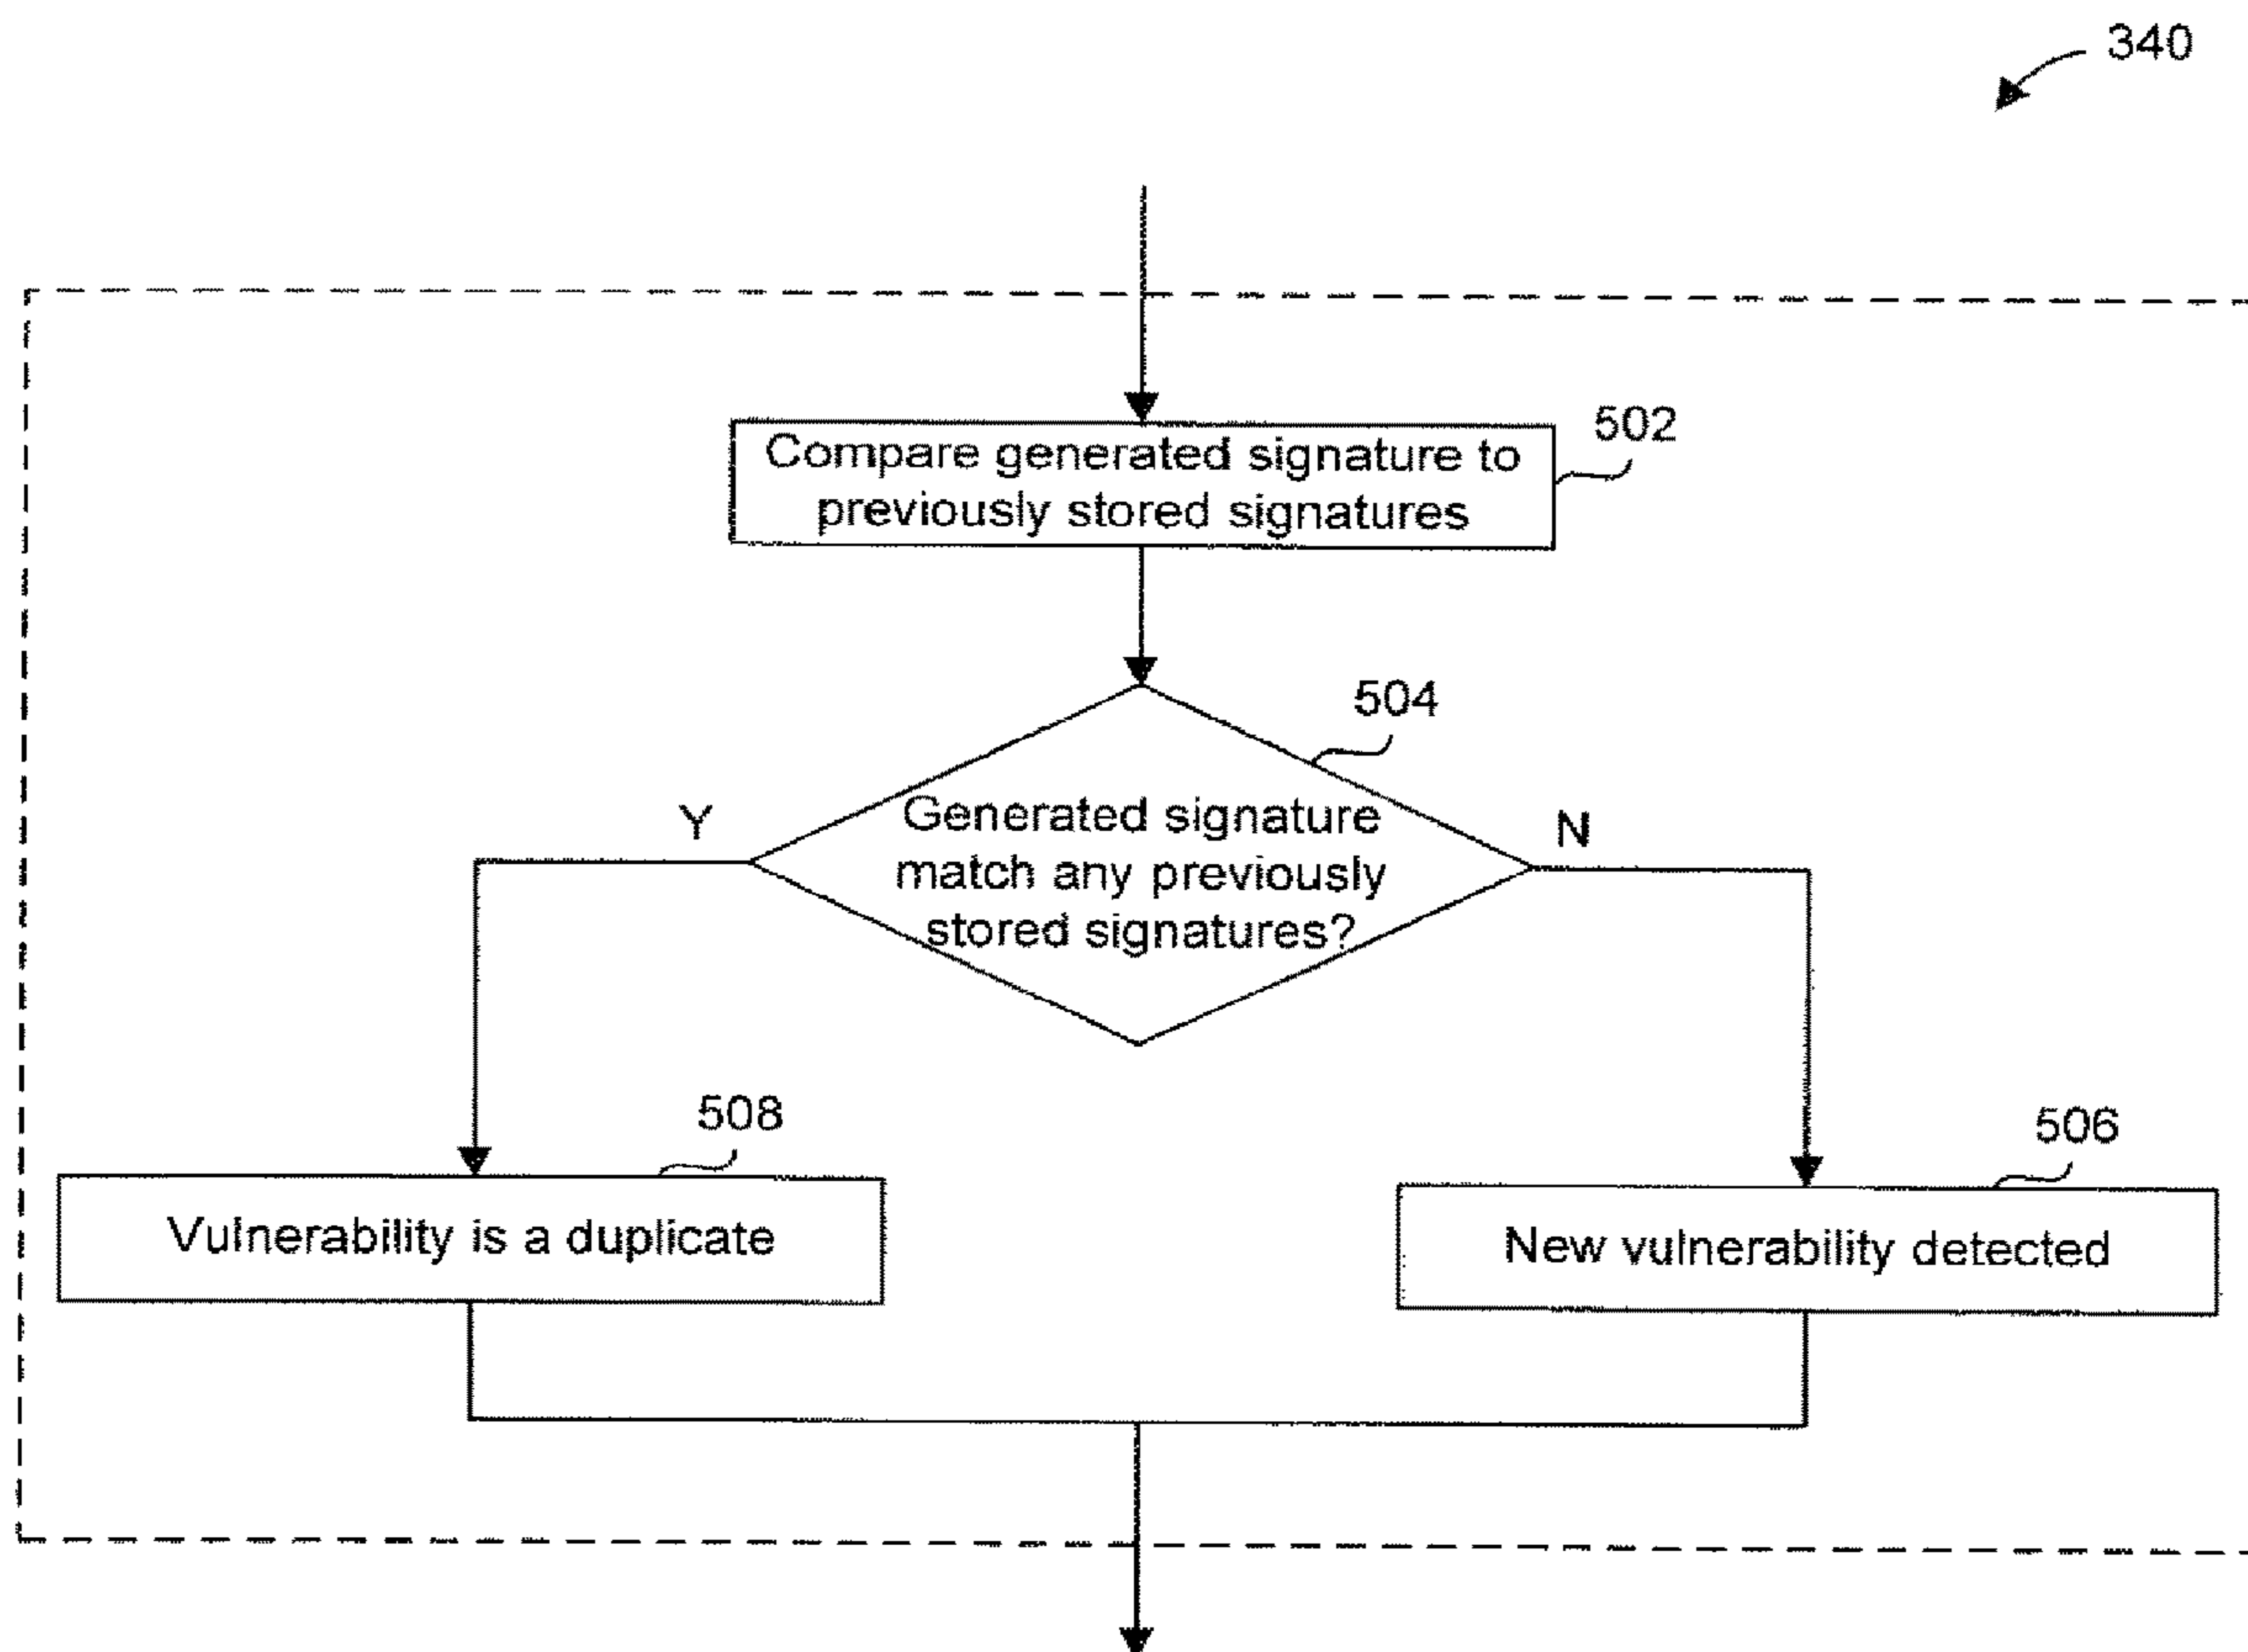 340
Compare generated signature to
previously stored signatures
502
504
Y
Generated signature
match any previously
stored signatures?
N
508
Vulnerability is a duplicate
506
New vulnerability detected